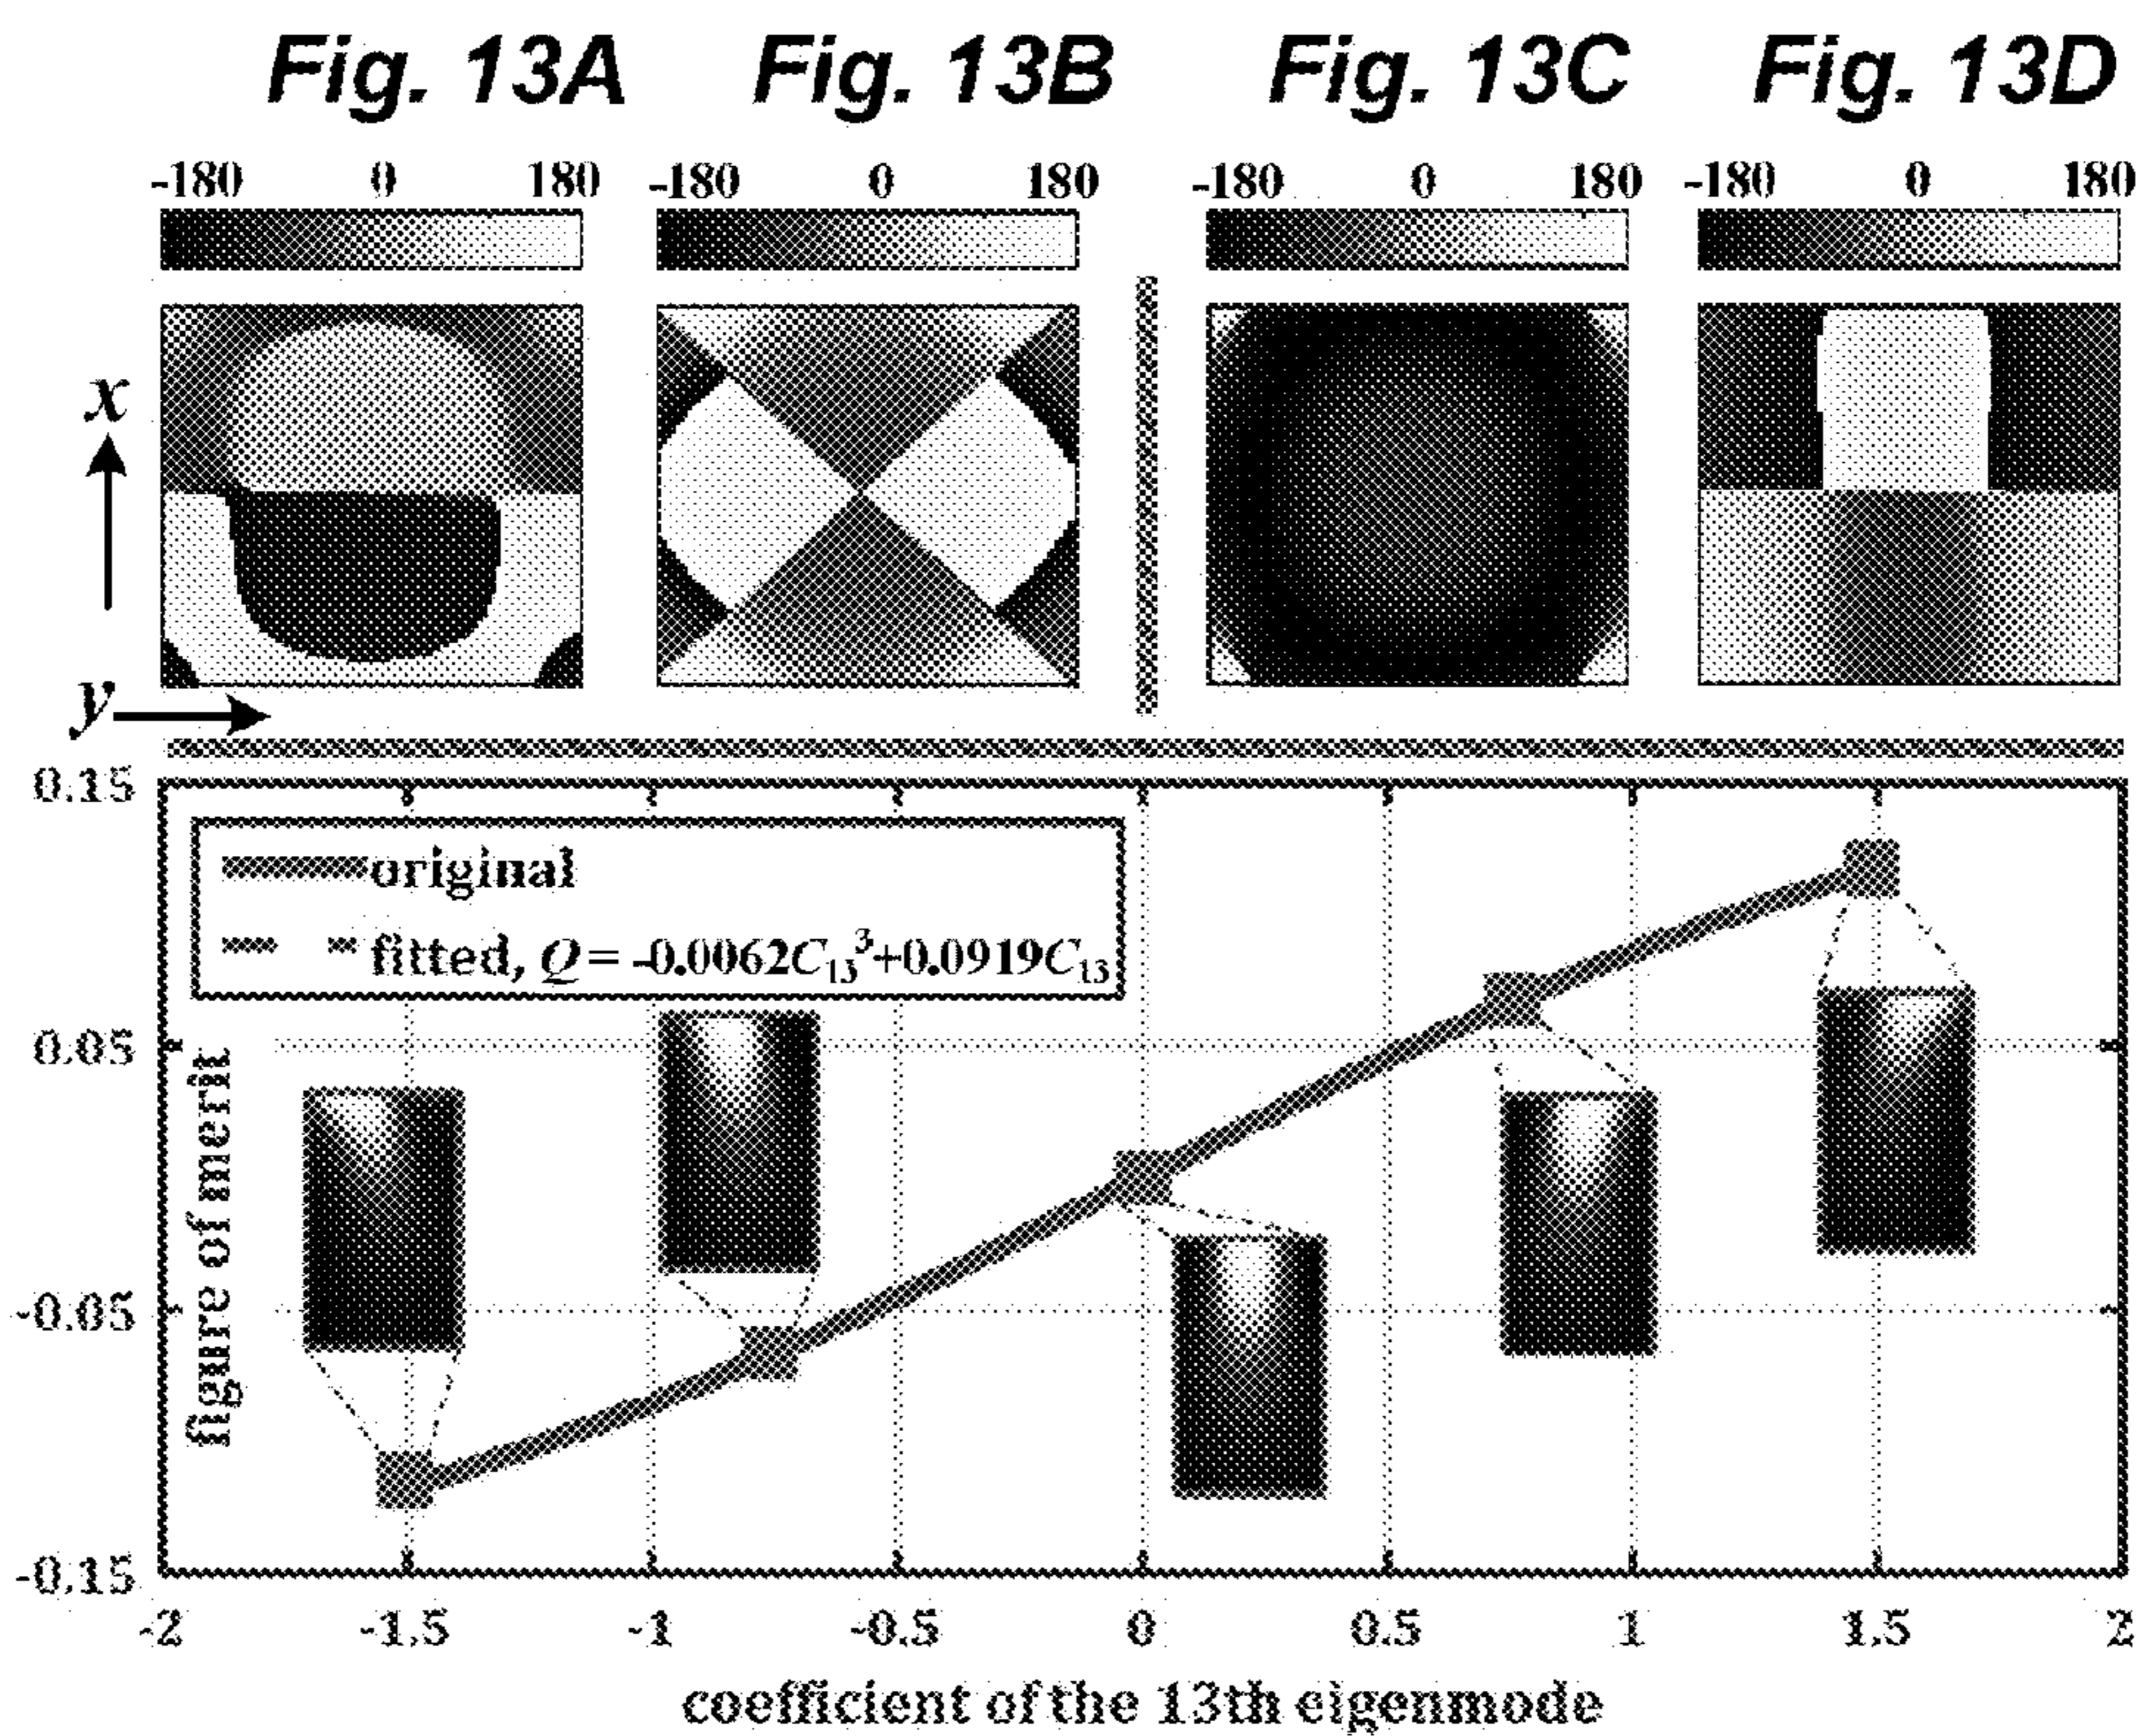 Fig. 13A Fig. 13B Fig. 13C Fig. 13D
-180 0 180 -180 0 180 -180 0 180 -180 0 180
x
y
0.15
original
fitted, Q = -0.0062C₁₃³+0.0919C₁₃
0.05
figure of merit
-0.05
-0.15
-2 -1.5 -1 -0.5 0 0.5 1 1.5 2
coefficient of the 13th eigenmode